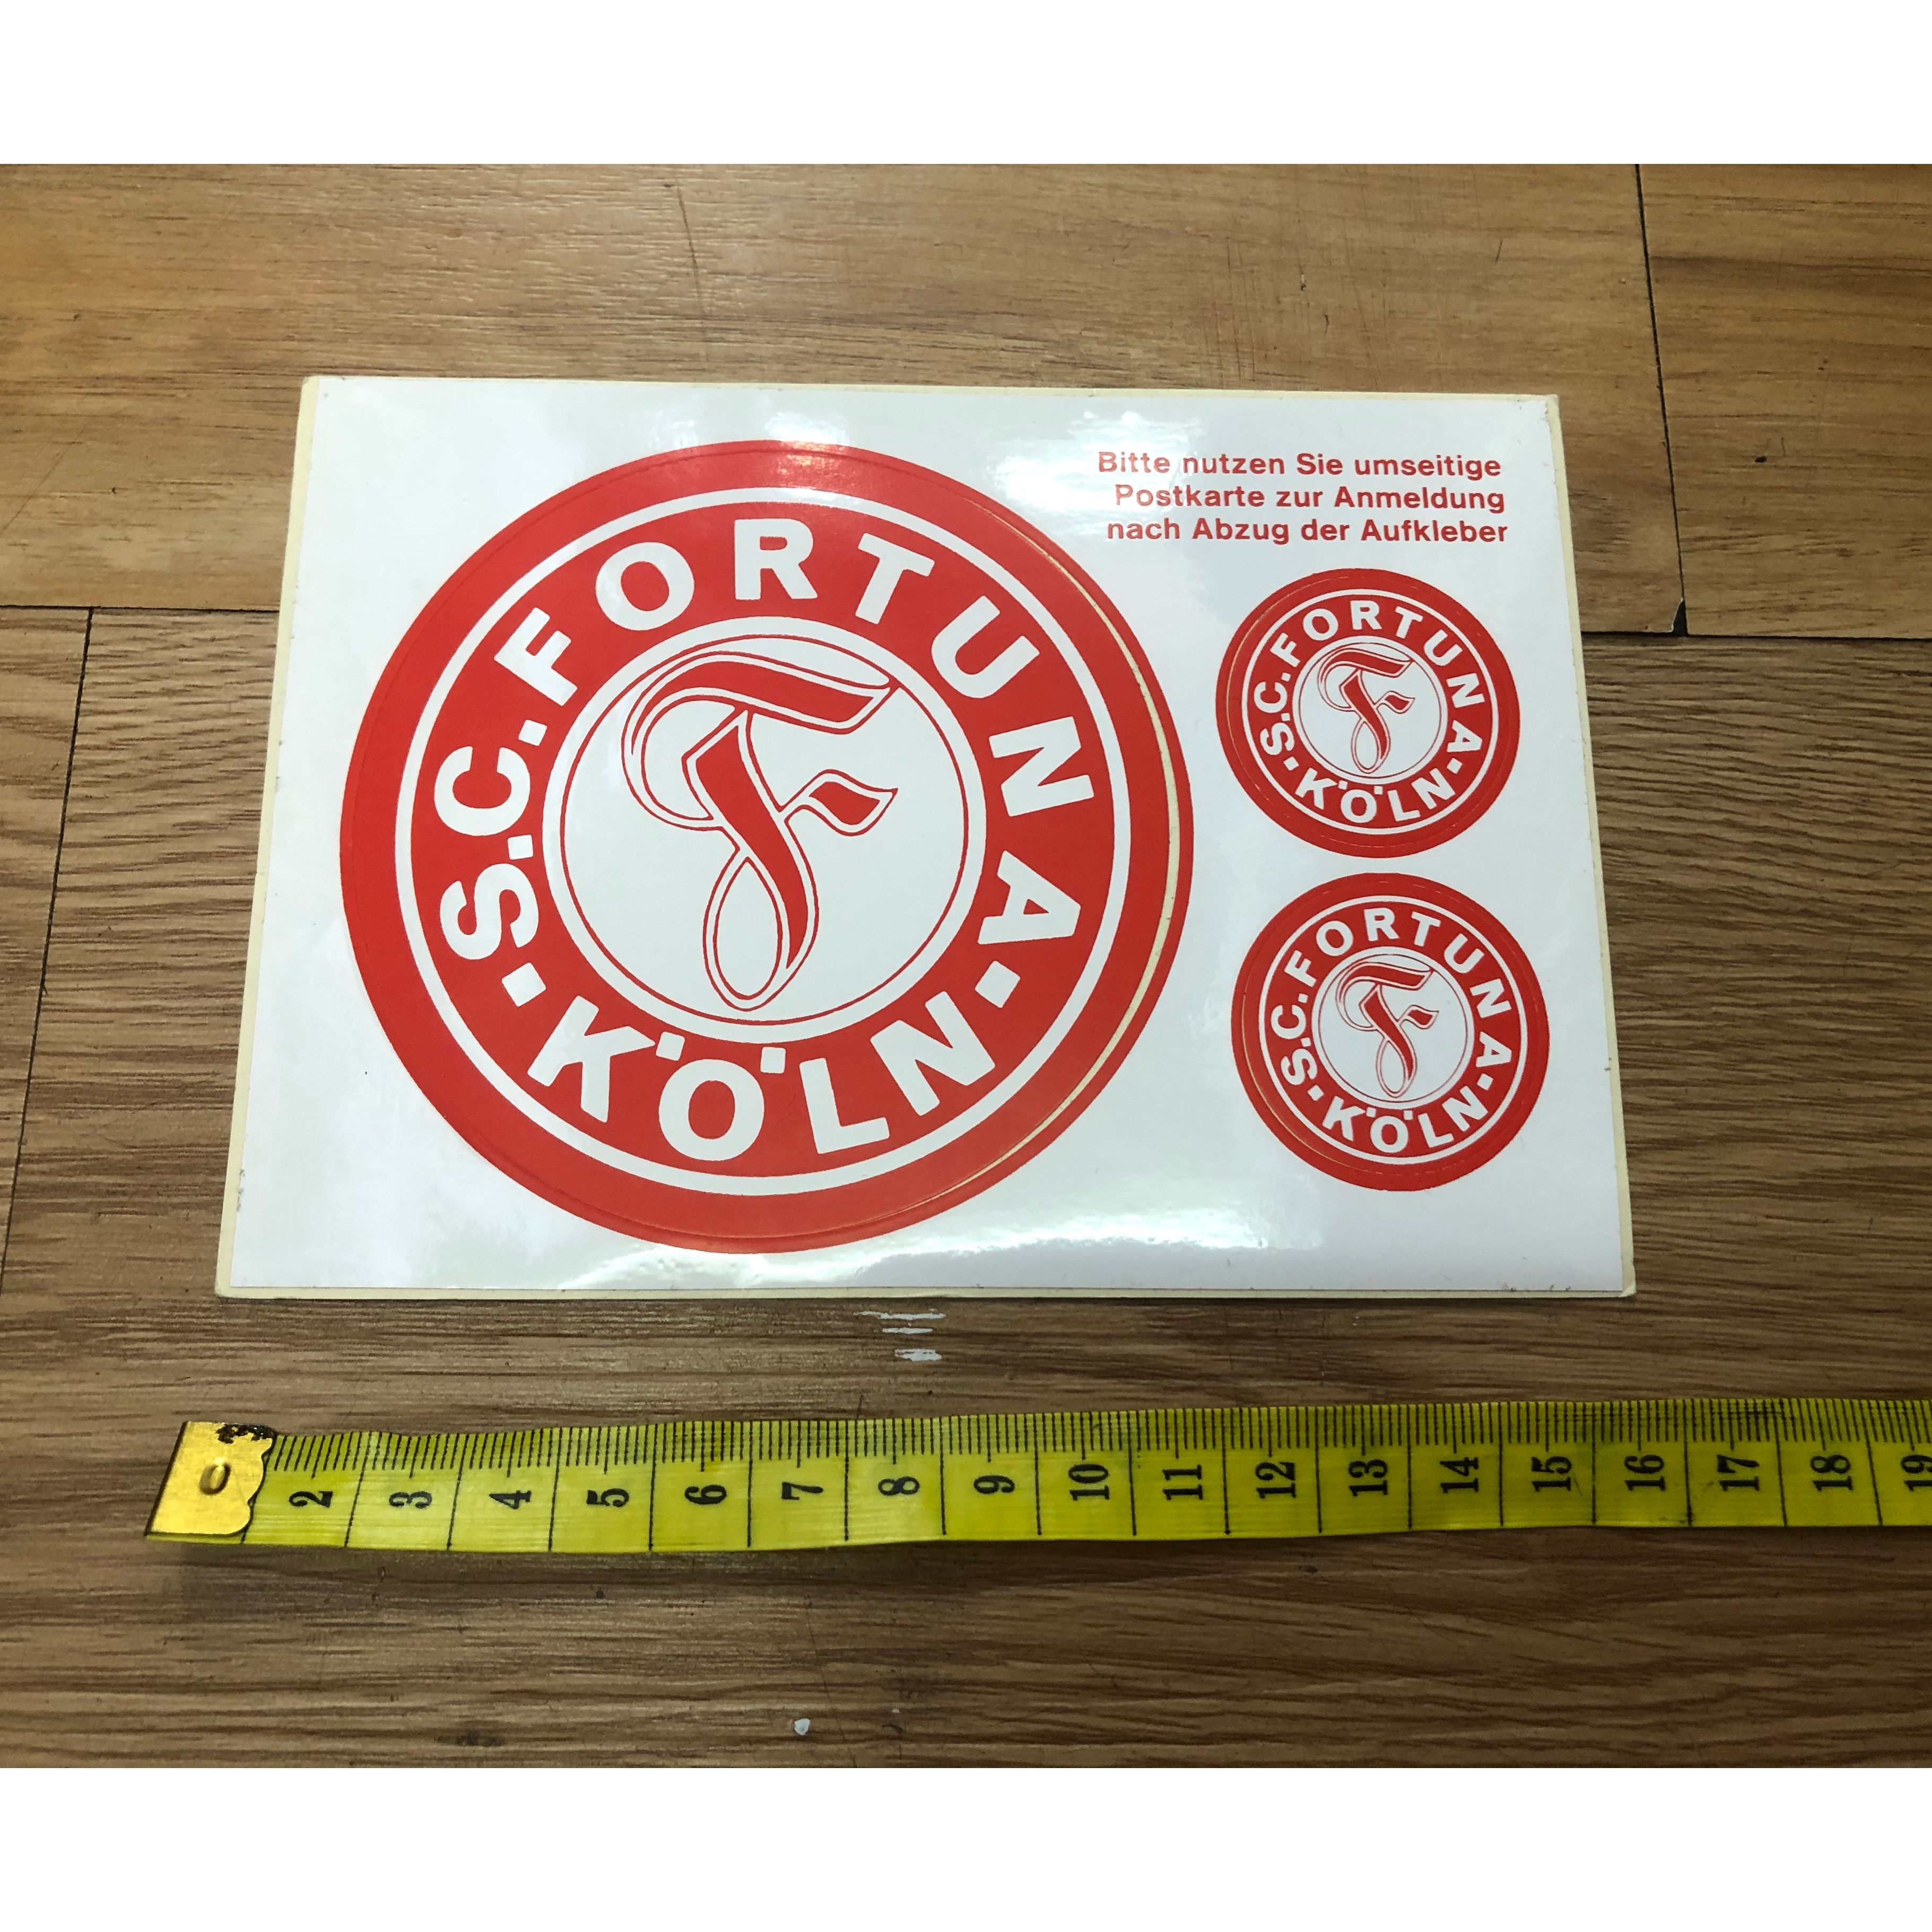 Bitte nutzen Sie umseitige
Postkarte zur Anmeldung
nach Abzug der Aufkleber
S.C. FORTUNA · KÖLN ·
F
S.C. FORTUNA · KÖLN ·
F
S.C. FORTUNA · KÖLN ·
F
0 2 3 4 5 6 7 8 9 10 11 12 13 14 15 16 17 18 19